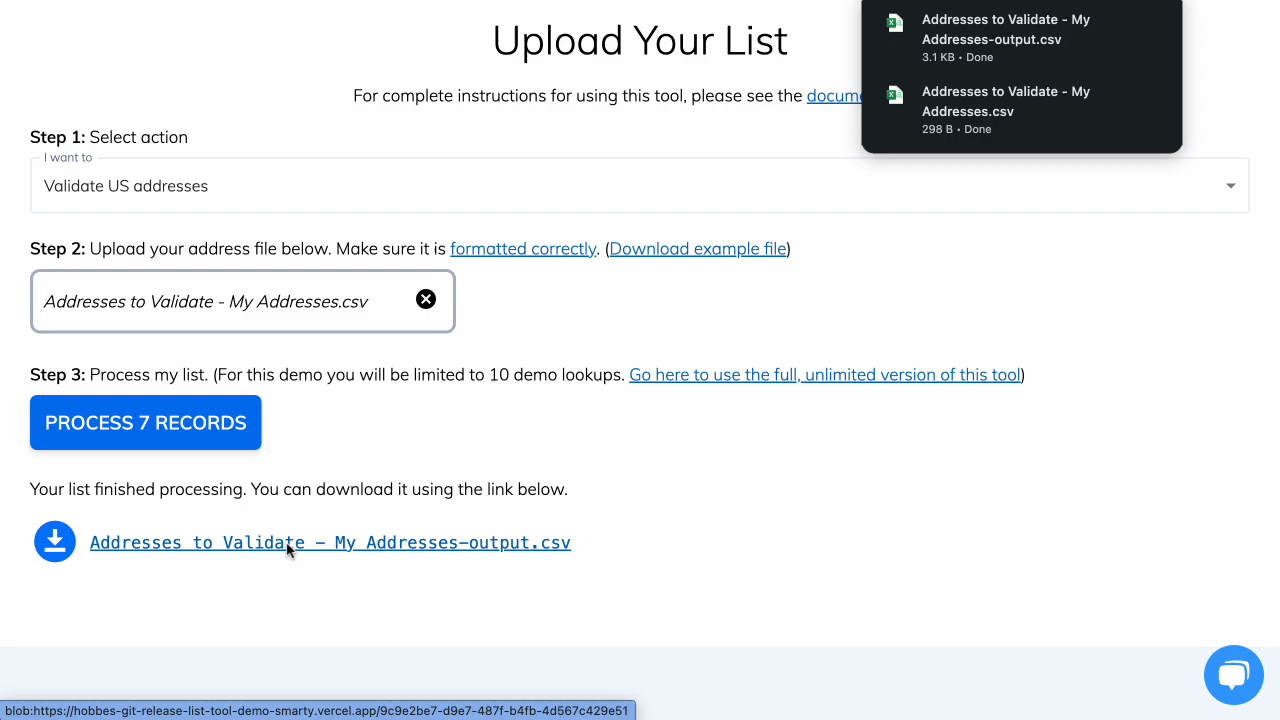 Upload Your List
For complete instructions for using this tool, please see the docume
Addresses to Validate - My
Addresses-output.csv
3.1 KB • Done
Addresses to Validate - My
Addresses.csv
298 B • Done
Step 1: Select action
I want to
Validate US addresses
Step 2: Upload your address file below. Make sure it is formatted correctly. (Download example file)
Addresses to Validate - My Addresses.csv
Step 3: Process my list. (For this demo you will be limited to 10 demo lookups. Go here to use the full, unlimited version of this tool)
PROCESS 7 RECORDS
Your list finished processing. You can download it using the link below.
Addresses to Validate - My Addresses-output.csv
blob:https://hobbes-git-release-list-tool-demo-smarty.vercel.app/9c9e2be7-d9e7-487f-b4fb-4d567c429e51